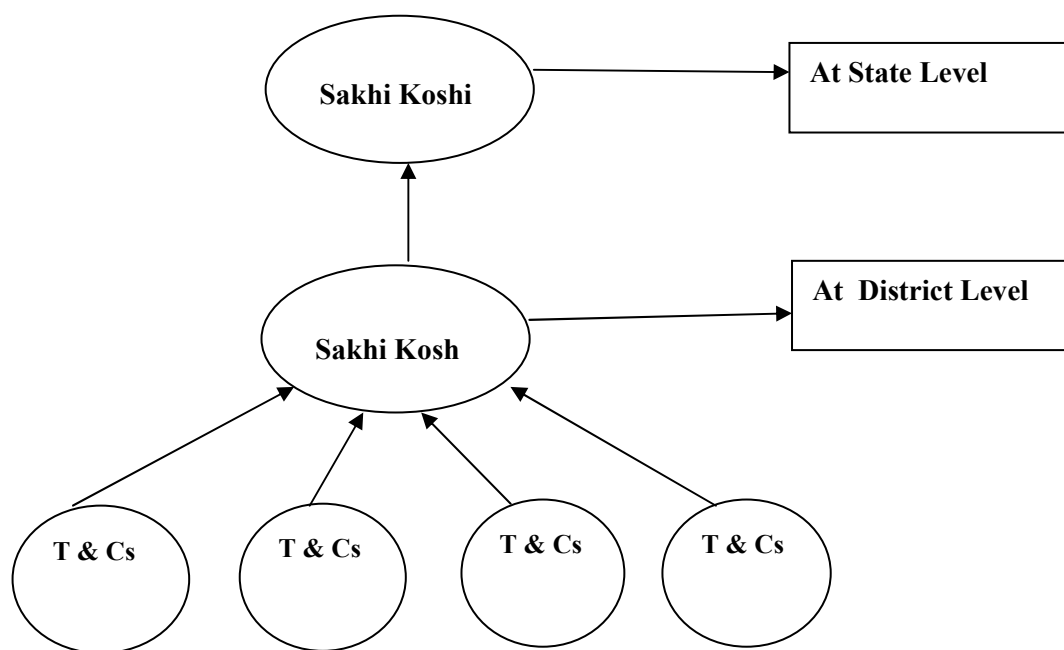 Sakhi Koshi
At State Level
Sakhi Kosh
At District Level
T & Cs
T & Cs
T & Cs
T & Cs